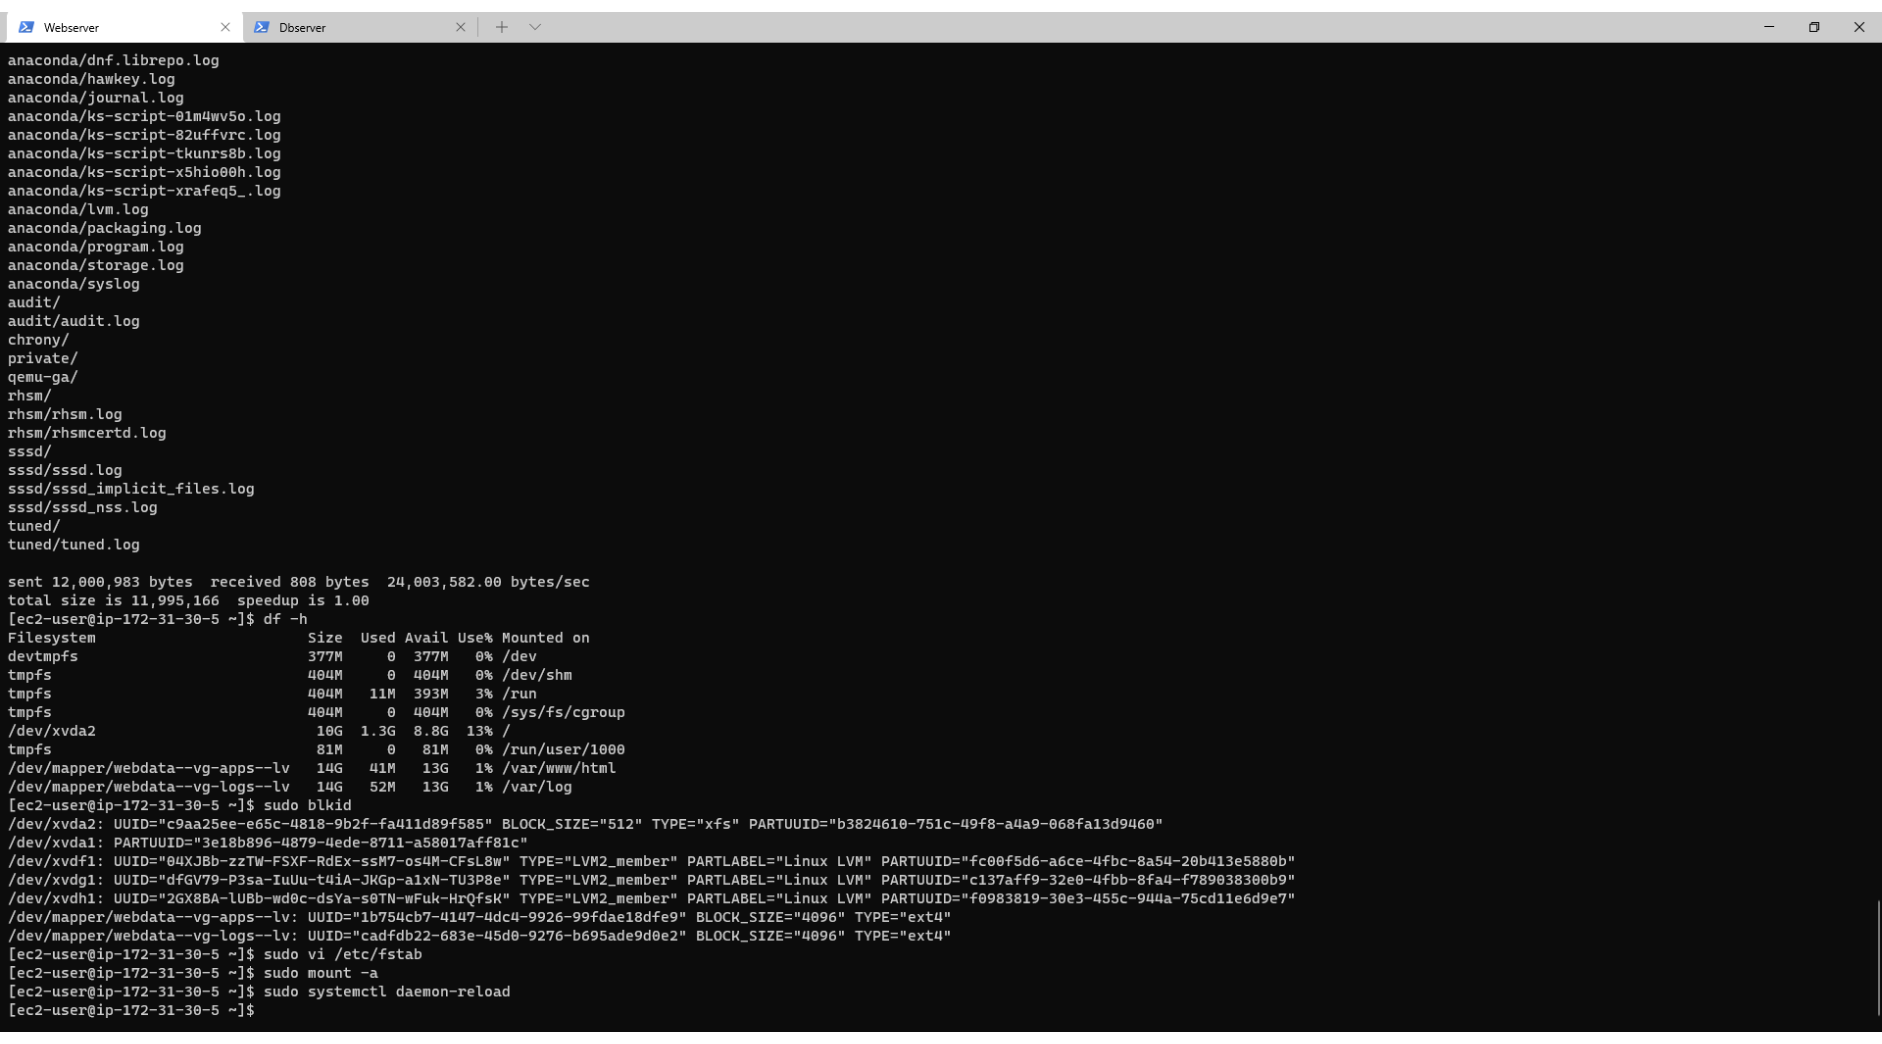 Webserver
Dbserver
anaconda/dnf.librepo.log
anaconda/hawkey.log
anaconda/journal.log
anaconda/ks-script-01m4wv5o.log
anaconda/ks-script-82uffvrc.log
anaconda/ks-script-tkunrs8b.log
anaconda/ks-script-x5hio00h.log
anaconda/ks-script-xrafeq5_.log
anaconda/lvm.log
anaconda/packaging.log
anaconda/program.log
anaconda/storage.log
anaconda/syslog
audit/
audit/audit.log
chrony/
private/
qemu-ga/
rhsm/
rhsm/rhsm.log
rhsm/rhsmcertd.log
sssd/
sssd/sssd.log
sssd/sssd_implicit_files.log
sssd/sssd_nss.log
tuned/
tuned/tuned.log

sent 12,000,983 bytes  received 808 bytes  24,003,582.00 bytes/sec
total size is 11,995,166  speedup is 1.00
[ec2-user@ip-172-31-30-5 ~]$ df -h
Filesystem                        Size  Used Avail Use% Mounted on
devtmpfs                          377M     0  377M   0% /dev
tmpfs                             404M     0  404M   0% /dev/shm
tmpfs                             404M   11M  393M   3% /run
tmpfs                             404M     0  404M   0% /sys/fs/cgroup
/dev/xvda2                         10G  1.3G  8.8G  13% /
tmpfs                              81M     0   81M   0% /run/user/1000
/dev/mapper/webdata--vg-apps--lv   14G   41M   13G   1% /var/www/html
/dev/mapper/webdata--vg-logs--lv   14G   52M   13G   1% /var/log
[ec2-user@ip-172-31-30-5 ~]$ sudo blkid
/dev/xvda2: UUID="c9aa25ee-e65c-4818-9b2f-fa411d89f585" BLOCK_SIZE="512" TYPE="xfs" PARTUUID="b3824610-751c-49f8-a4a9-068fa13d9460"
/dev/xvda1: PARTUUID="3e18b896-4879-4ede-8711-a58017aff81c"
/dev/xvdf1: UUID="04XJBb-zzTW-FSXF-RdEx-ssM7-os4M-CFsL8w" TYPE="LVM2_member" PARTLABEL="Linux LVM" PARTUUID="fc00f5d6-a6ce-4fbc-8a54-20b413e5880b"
/dev/xvdg1: UUID="dfGV79-P3sa-IuUu-t4iA-JKGp-a1xN-TU3P8e" TYPE="LVM2_member" PARTLABEL="Linux LVM" PARTUUID="c137aff9-32e0-4fbb-8fa4-f789038300b9"
/dev/xvdh1: UUID="2GX8BA-lUBb-wd0c-dsYa-s0TN-wFuk-HrQfsK" TYPE="LVM2_member" PARTLABEL="Linux LVM" PARTUUID="f0983819-30e3-455c-944a-75cd11e6d9e7"
/dev/mapper/webdata--vg-apps--lv: UUID="1b754cb7-4147-4dc4-9926-99fdae18dfe9" BLOCK_SIZE="4096" TYPE="ext4"
/dev/mapper/webdata--vg-logs--lv: UUID="cadfdb22-683e-45d0-9276-b695ade9d0e2" BLOCK_SIZE="4096" TYPE="ext4"
[ec2-user@ip-172-31-30-5 ~]$ sudo vi /etc/fstab
[ec2-user@ip-172-31-30-5 ~]$ sudo mount -a
[ec2-user@ip-172-31-30-5 ~]$ sudo systemctl daemon-reload
[ec2-user@ip-172-31-30-5 ~]$